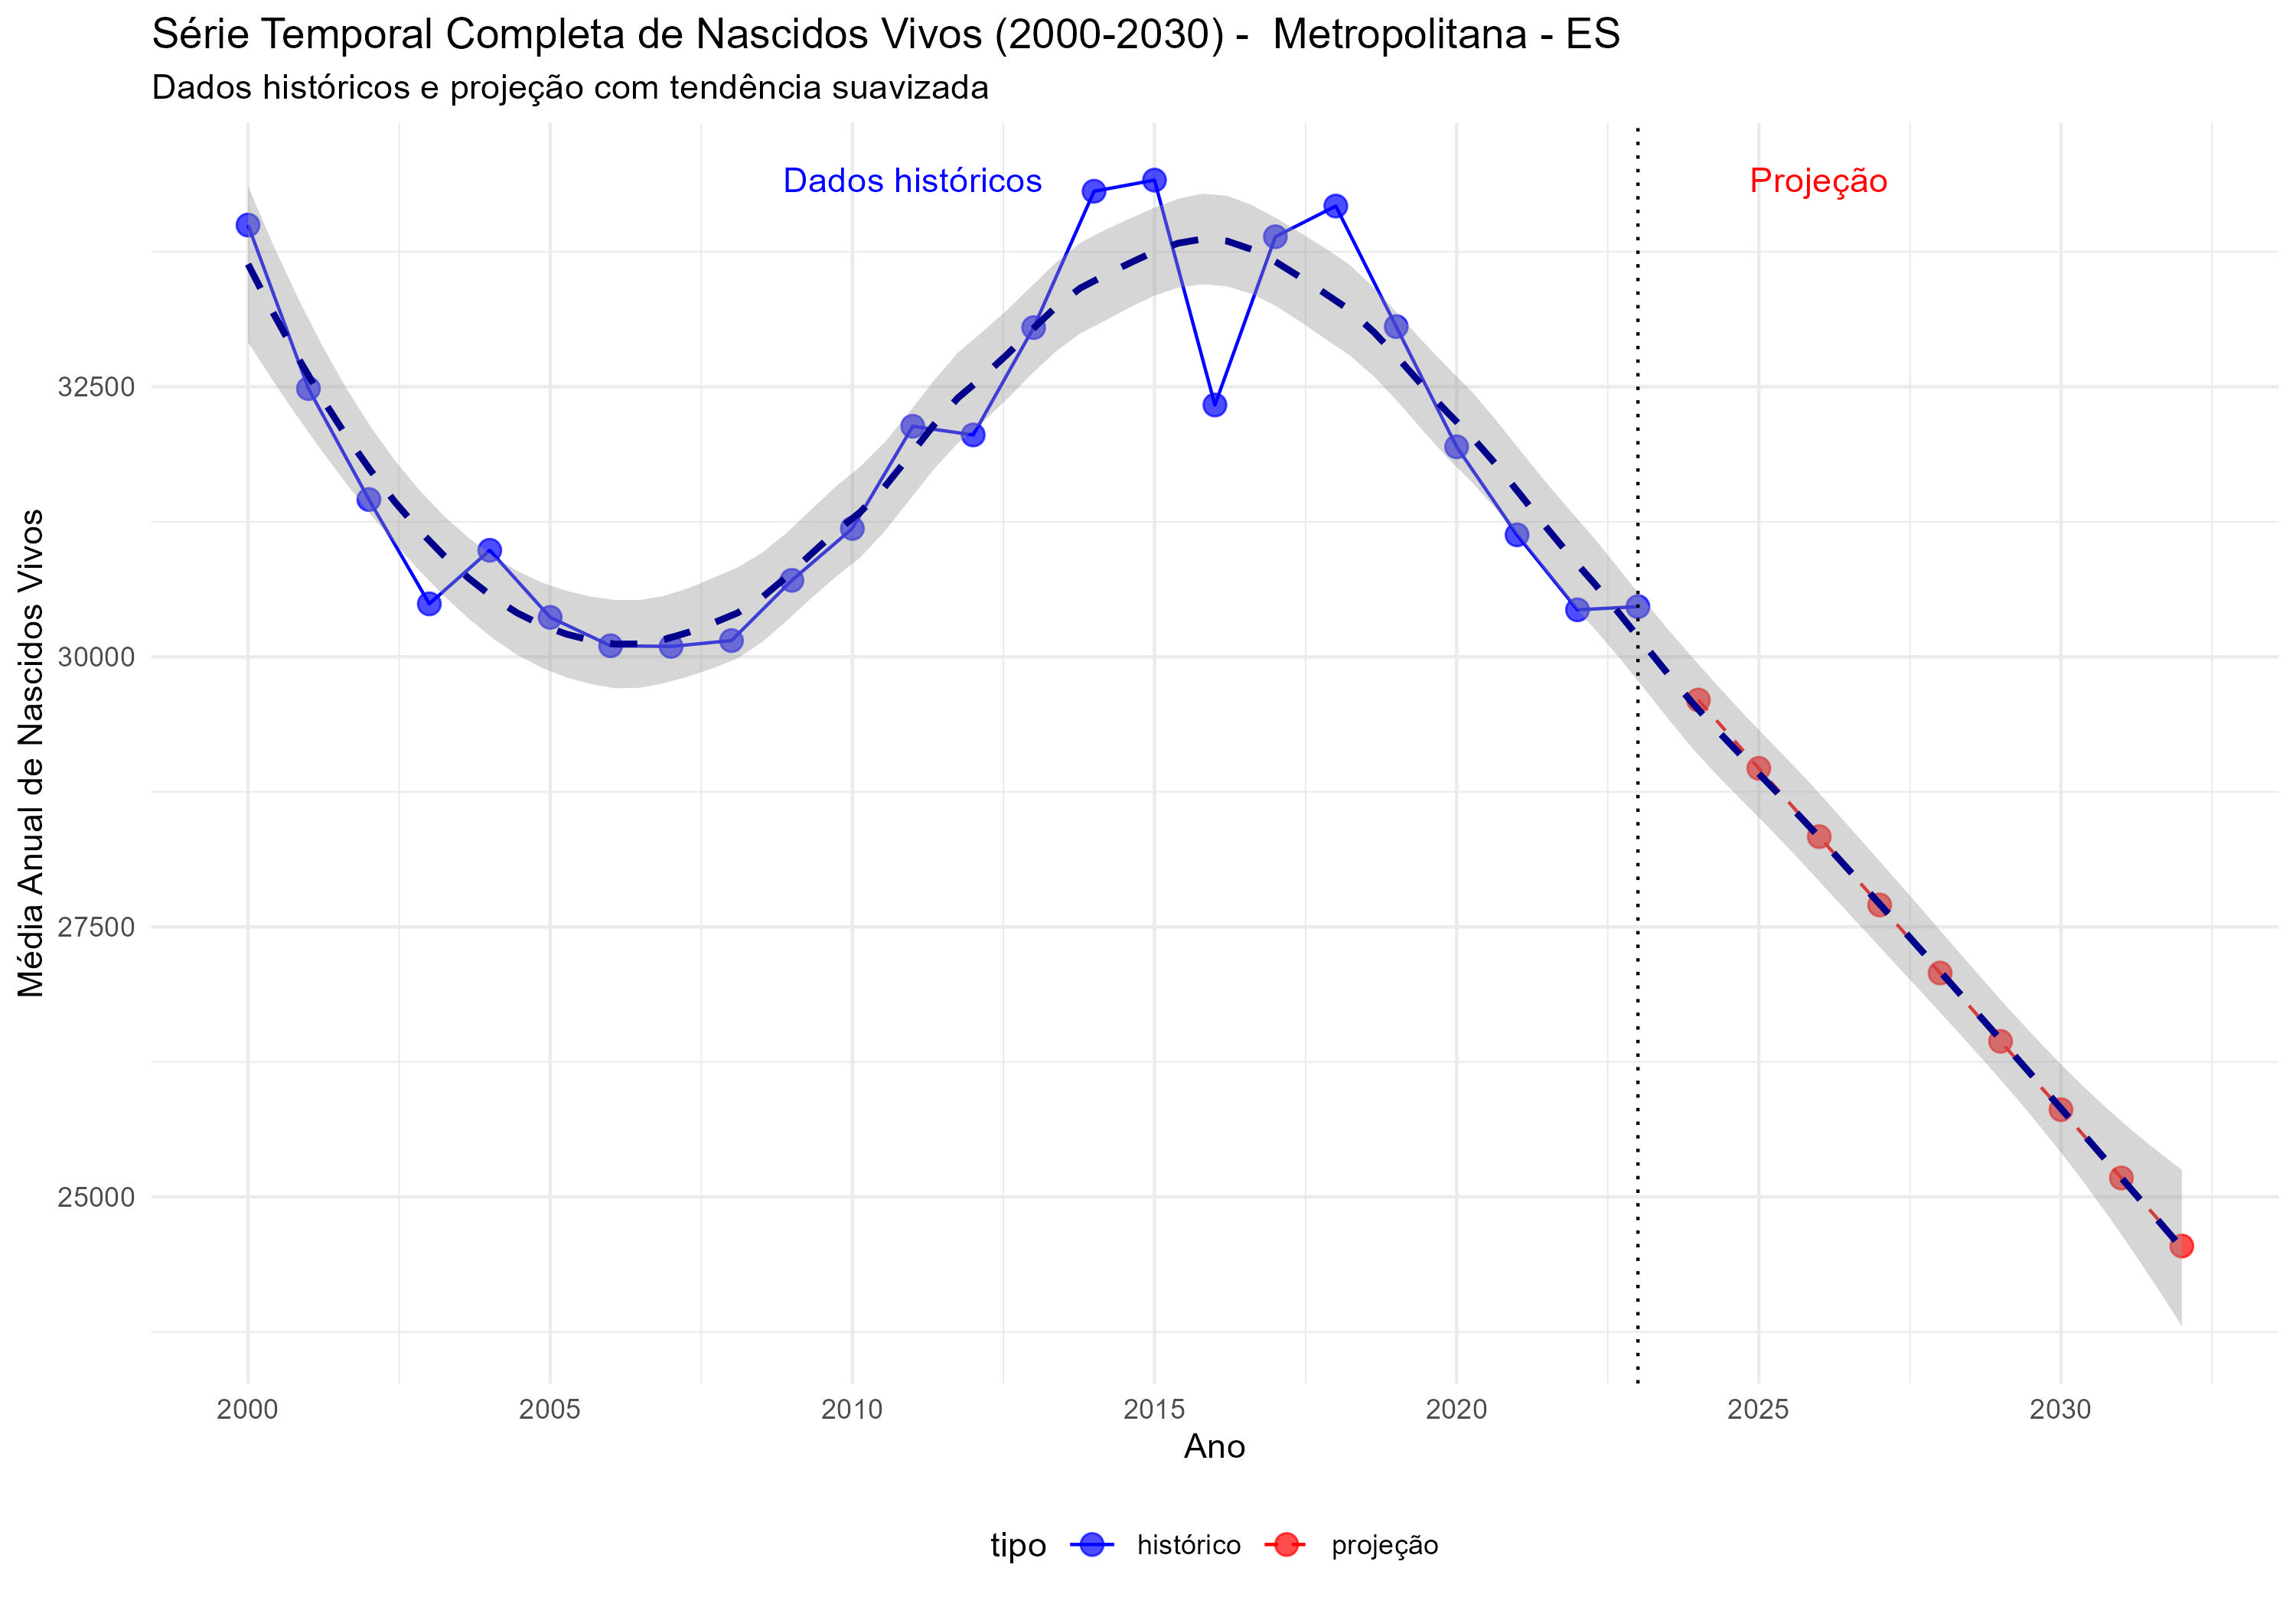 Série Temporal Completa de Nascidos Vivos (2000-2030) -  Metropolitana - ES
Dados históricos e projeção com tendência suavizada
Dados históricos
Projeção
Média Anual de Nascidos Vivos
32500
30000
27500
25000
2000
2005
2010
2015
2020
2025
2030
Ano
tipo
histórico
projeção